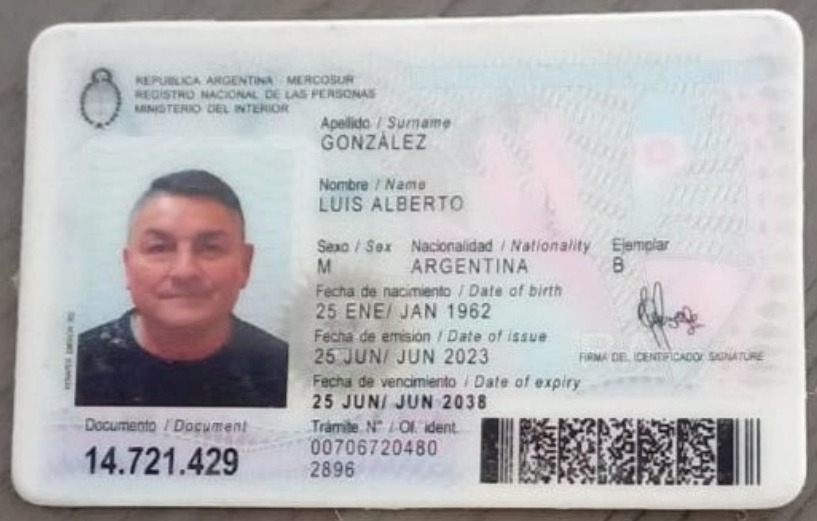 REPUBLICA ARGENTINA - MERCOSUR
REGISTRO NACIONAL DE LAS PERSONAS
MINISTERIO DEL INTERIOR
Apellido / Surname
GONZÁLEZ
Nombre / Name
LUIS ALBERTO
Sexo / Sex Nacionalidad / Nationality Ejemplar
M ARGENTINA B
Fecha de nacimiento / Date of birth
25 ENE/ JAN 1962
Fecha de emisión / Date of issue
25 JUN/ JUN 2023
FIRMA DEL IDENTIFICADO/ SIGNATURE
Fecha de vencimiento / Date of expiry
25 JUN/ JUN 2038
Documento / Document
14.721.429
Trámite N° / Of. ident.
00706720480
2896